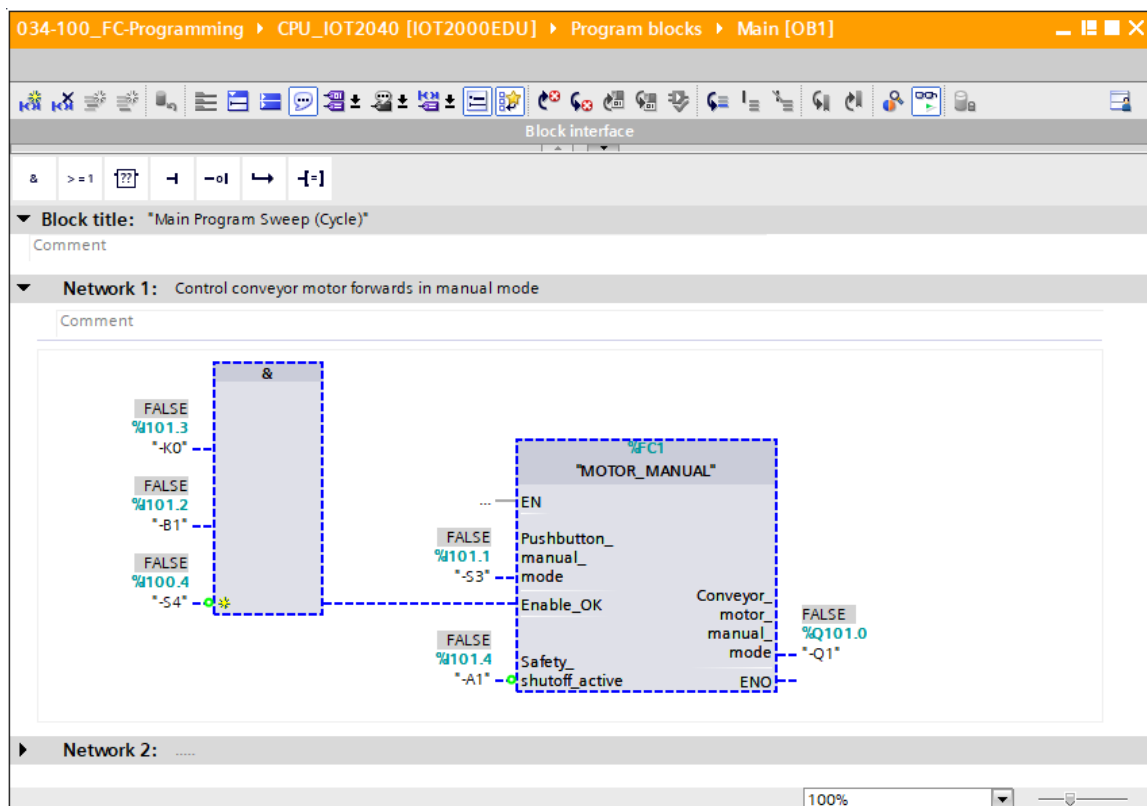 034-100_FC-Programming ▸ CPU_IOT2040 [IOT2000EDU] ▸ Program blocks ▸ Main [OB1]
Block interface
& >=1 ??
Block title: "Main Program Sweep (Cycle)"
Comment
Network 1: Control conveyor motor forwards in manual mode
Comment
&
FALSE
%I101.3
"-K0"
FALSE
%I101.2
"-B1"
FALSE
%I100.4
"-S4"
%FC1
"MOTOR_MANUAL"
... EN
FALSE
%I101.1
"-S3"
Pushbutton_
manual_
mode
Enable_OK
FALSE
%I101.4
"-A1"
Safety_
shutoff_active
Conveyor_
motor_
manual_
mode
FALSE
%Q101.0
"-Q1"
ENO
Network 2: .....
100%